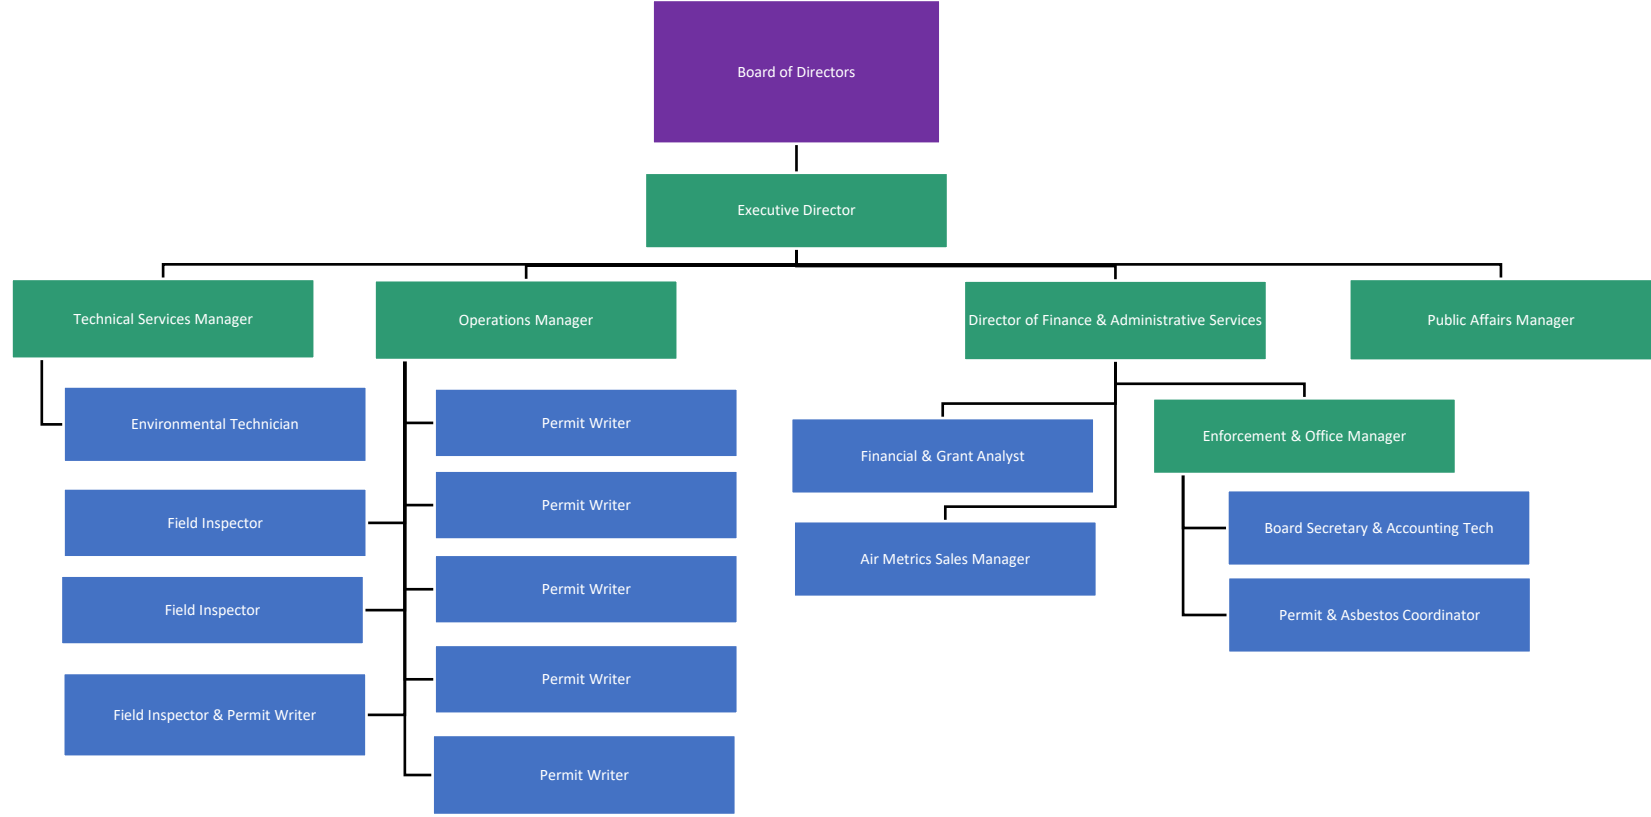 Board of Directors
Executive Director
Technical Services Manager
Operations Manager
Director of Finance & Administrative Services
Public Affairs Manager
Environmental Technician
Field Inspector
Field Inspector
Field Inspector & Permit Writer
Permit Writer
Permit Writer
Permit Writer
Permit Writer
Permit Writer
Financial & Grant Analyst
Air Metrics Sales Manager
Enforcement & Office Manager
Board Secretary & Accounting Tech
Permit & Asbestos Coordinator